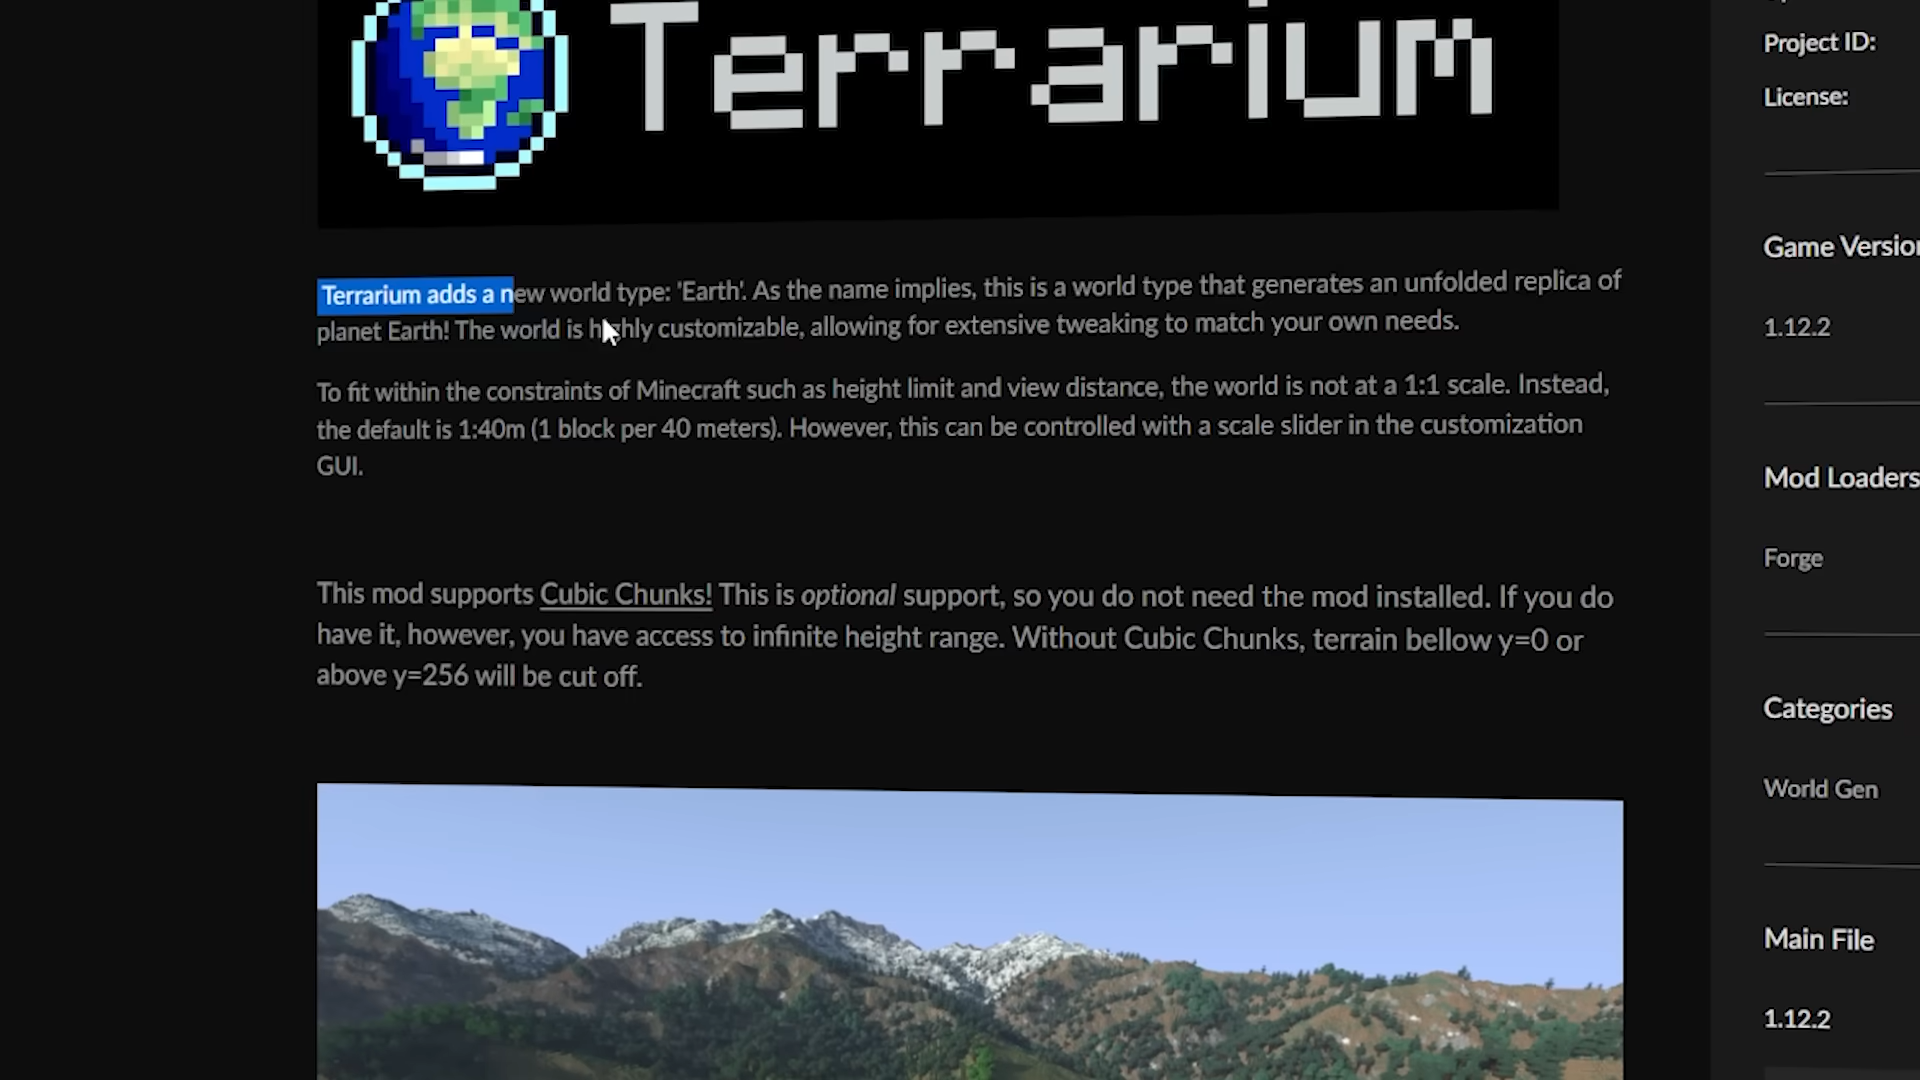 Terrarium
Terrarium adds a new world type: 'Earth'. As the name implies, this is a world type that generates an unfolded replica of
planet Earth! The world is highly customizable, allowing for extensive tweaking to match your own needs.
To fit within the constraints of Minecraft such as height limit and view distance, the world is not at a 1:1 scale. Instead,
the default is 1:40m (1 block per 40 meters). However, this can be controlled with a scale slider in the customization
GUI.
This mod supports Cubic Chunks! This is optional support, so you do not need the mod installed. If you do
have it, however, you have access to infinite height range. Without Cubic Chunks, terrain bellow y=0 or
above y=256 will be cut off.
Project ID:
License:
Game Version
1.12.2
Mod Loaders
Forge
Categories
World Gen
Main File
1.12.2